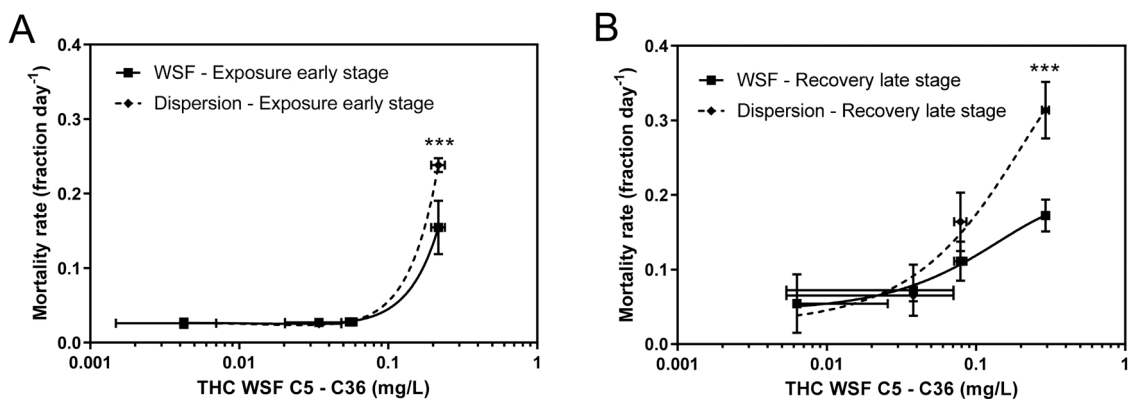 A
Mortality rate (fraction day-1)
0.4
0.3
0.2
0.1
0.0
WSF - Exposure early stage
Dispersion - Exposure early stage
***
0.001
0.01
0.1
1
THC WSF C5 - C36 (mg/L)
B
Mortality rate (fraction day-1)
0.4
0.3
0.2
0.1
0.0
WSF - Recovery late stage
Dispersion - Recovery late stage
***
0.001
0.01
0.1
1
THC WSF C5 - C36 (mg/L)